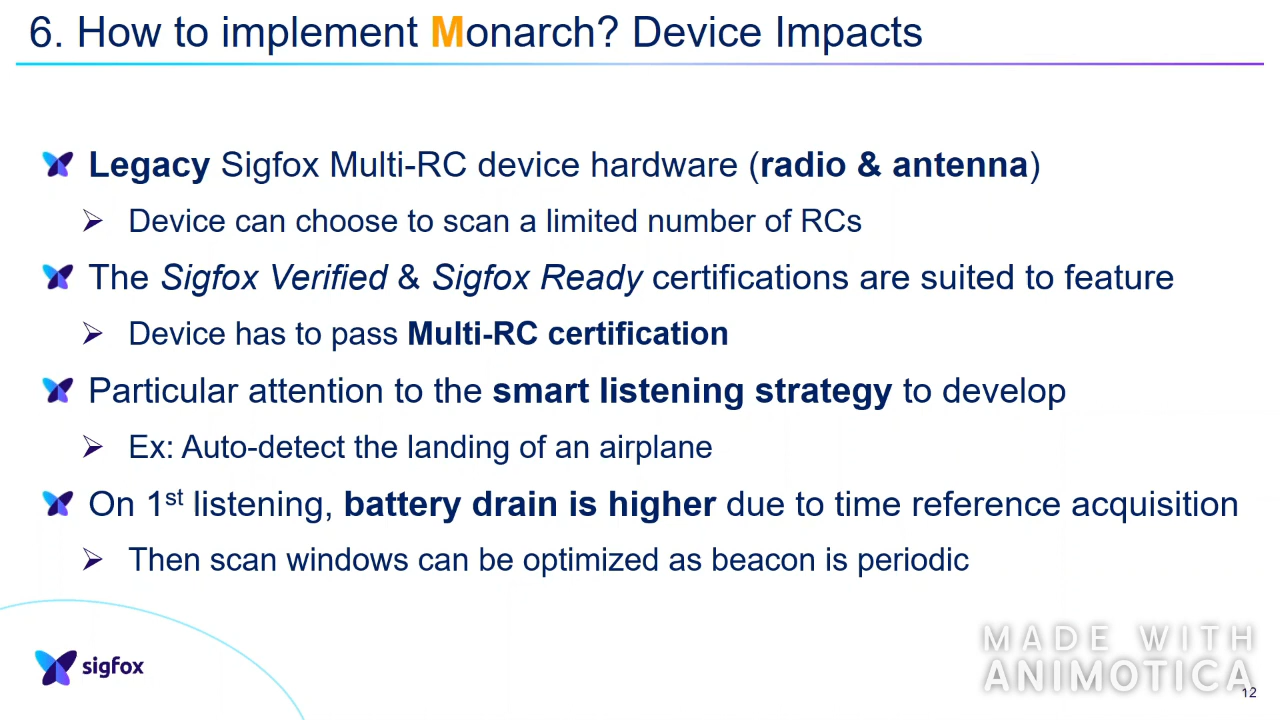 6. How to implement Monarch? Device Impacts
Legacy Sigfox Multi-RC device hardware (radio & antenna)
Device can choose to scan a limited number of RCs
The Sigfox Verified & Sigfox Ready certifications are suited to feature
Device has to pass Multi-RC certification
Particular attention to the smart listening strategy to develop
Ex: Auto-detect the landing of an airplane
On 1st listening, battery drain is higher due to time reference acquisition
Then scan windows can be optimized as beacon is periodic
sigfox
MADE WITH
ANIMOTICA
12